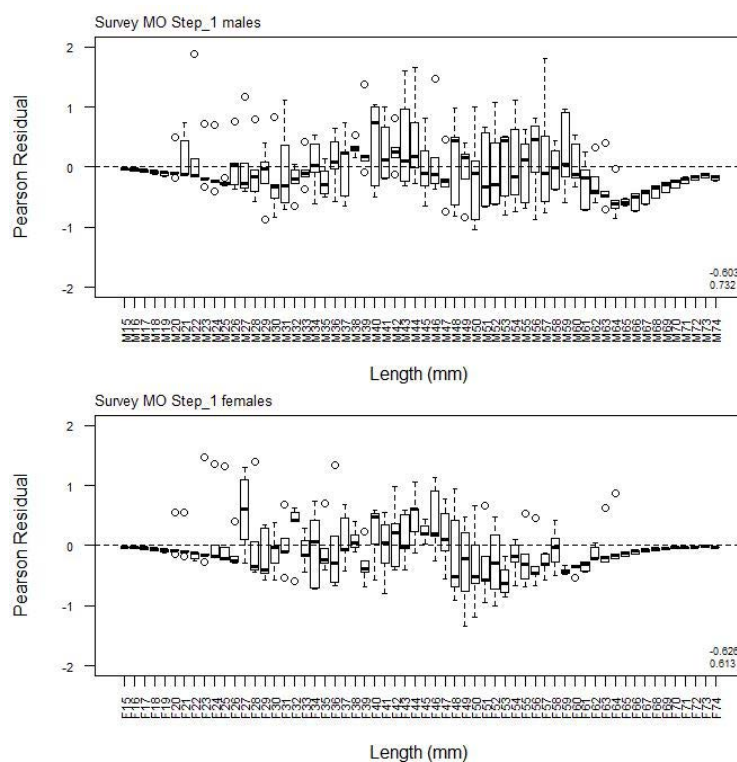 Survey MO Step_1 males
2
1
0
-1
-2
Pearson Residual
-0.603
0.732
M15 M16 M17 M18 M19 M20 M21 M22 M23 M24 M25 M26 M27 M28 M29 M30 M31 M32 M33 M34 M35 M36 M37 M38 M39 M40 M41 M42 M43 M44 M45 M46 M47 M48 M49 M50 M51 M52 M53 M54 M55 M56 M57 M58 M59 M60 M61 M62 M63 M64 M65 M66 M67 M68 M69 M70 M71 M72 M73 M74
Length (mm)
Survey MO Step_1 females
2
1
0
-1
-2
Pearson Residual
-0.626
0.613
F15 F16 F17 F18 F19 F20 F21 F22 F23 F24 F25 F26 F27 F28 F29 F30 F31 F32 F33 F34 F35 F36 F37 F38 F39 F40 F41 F42 F43 F44 F45 F46 F47 F48 F49 F50 F51 F52 F53 F54 F55 F56 F57 F58 F59 F60 F61 F62 F63 F64 F65 F66 F67 F68 F69 F70 F71 F72 F73 F74
Length (mm)